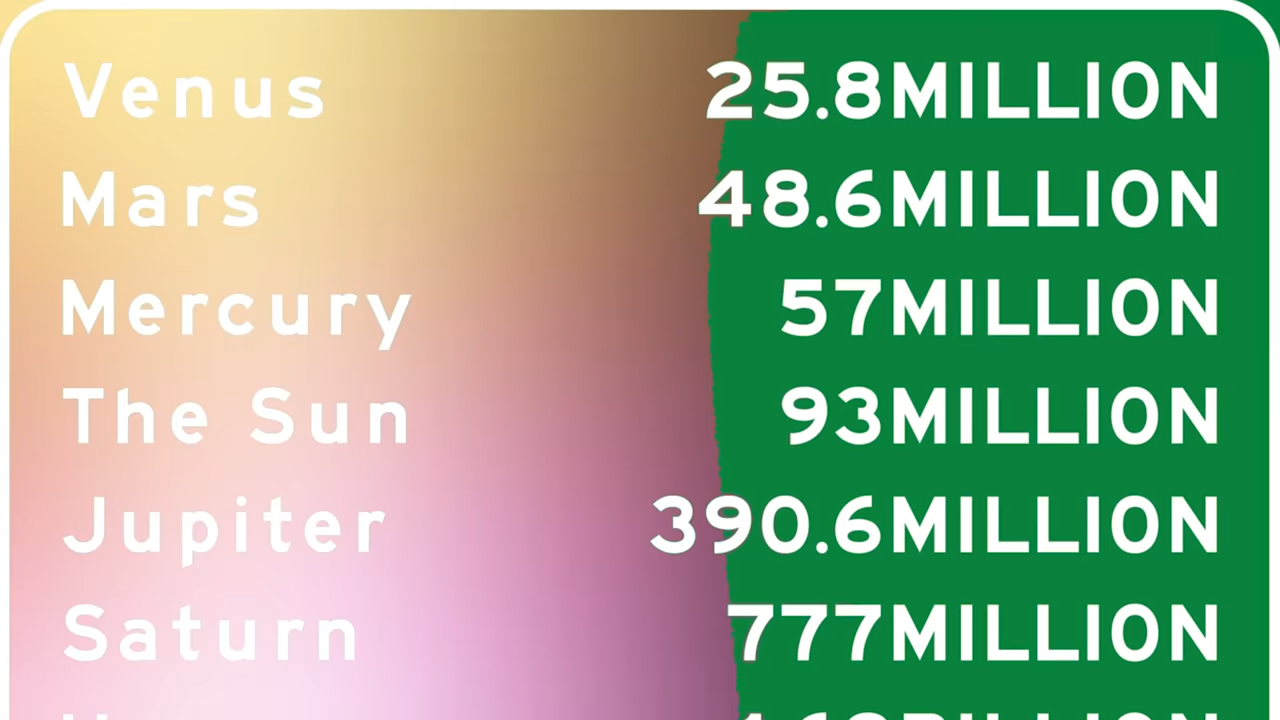 Venus 25.8MILLION
Mars 48.6MILLION
Mercury 57MILLION
The Sun 93MILLION
Jupiter 390.6MILLION
Saturn 777MILLION